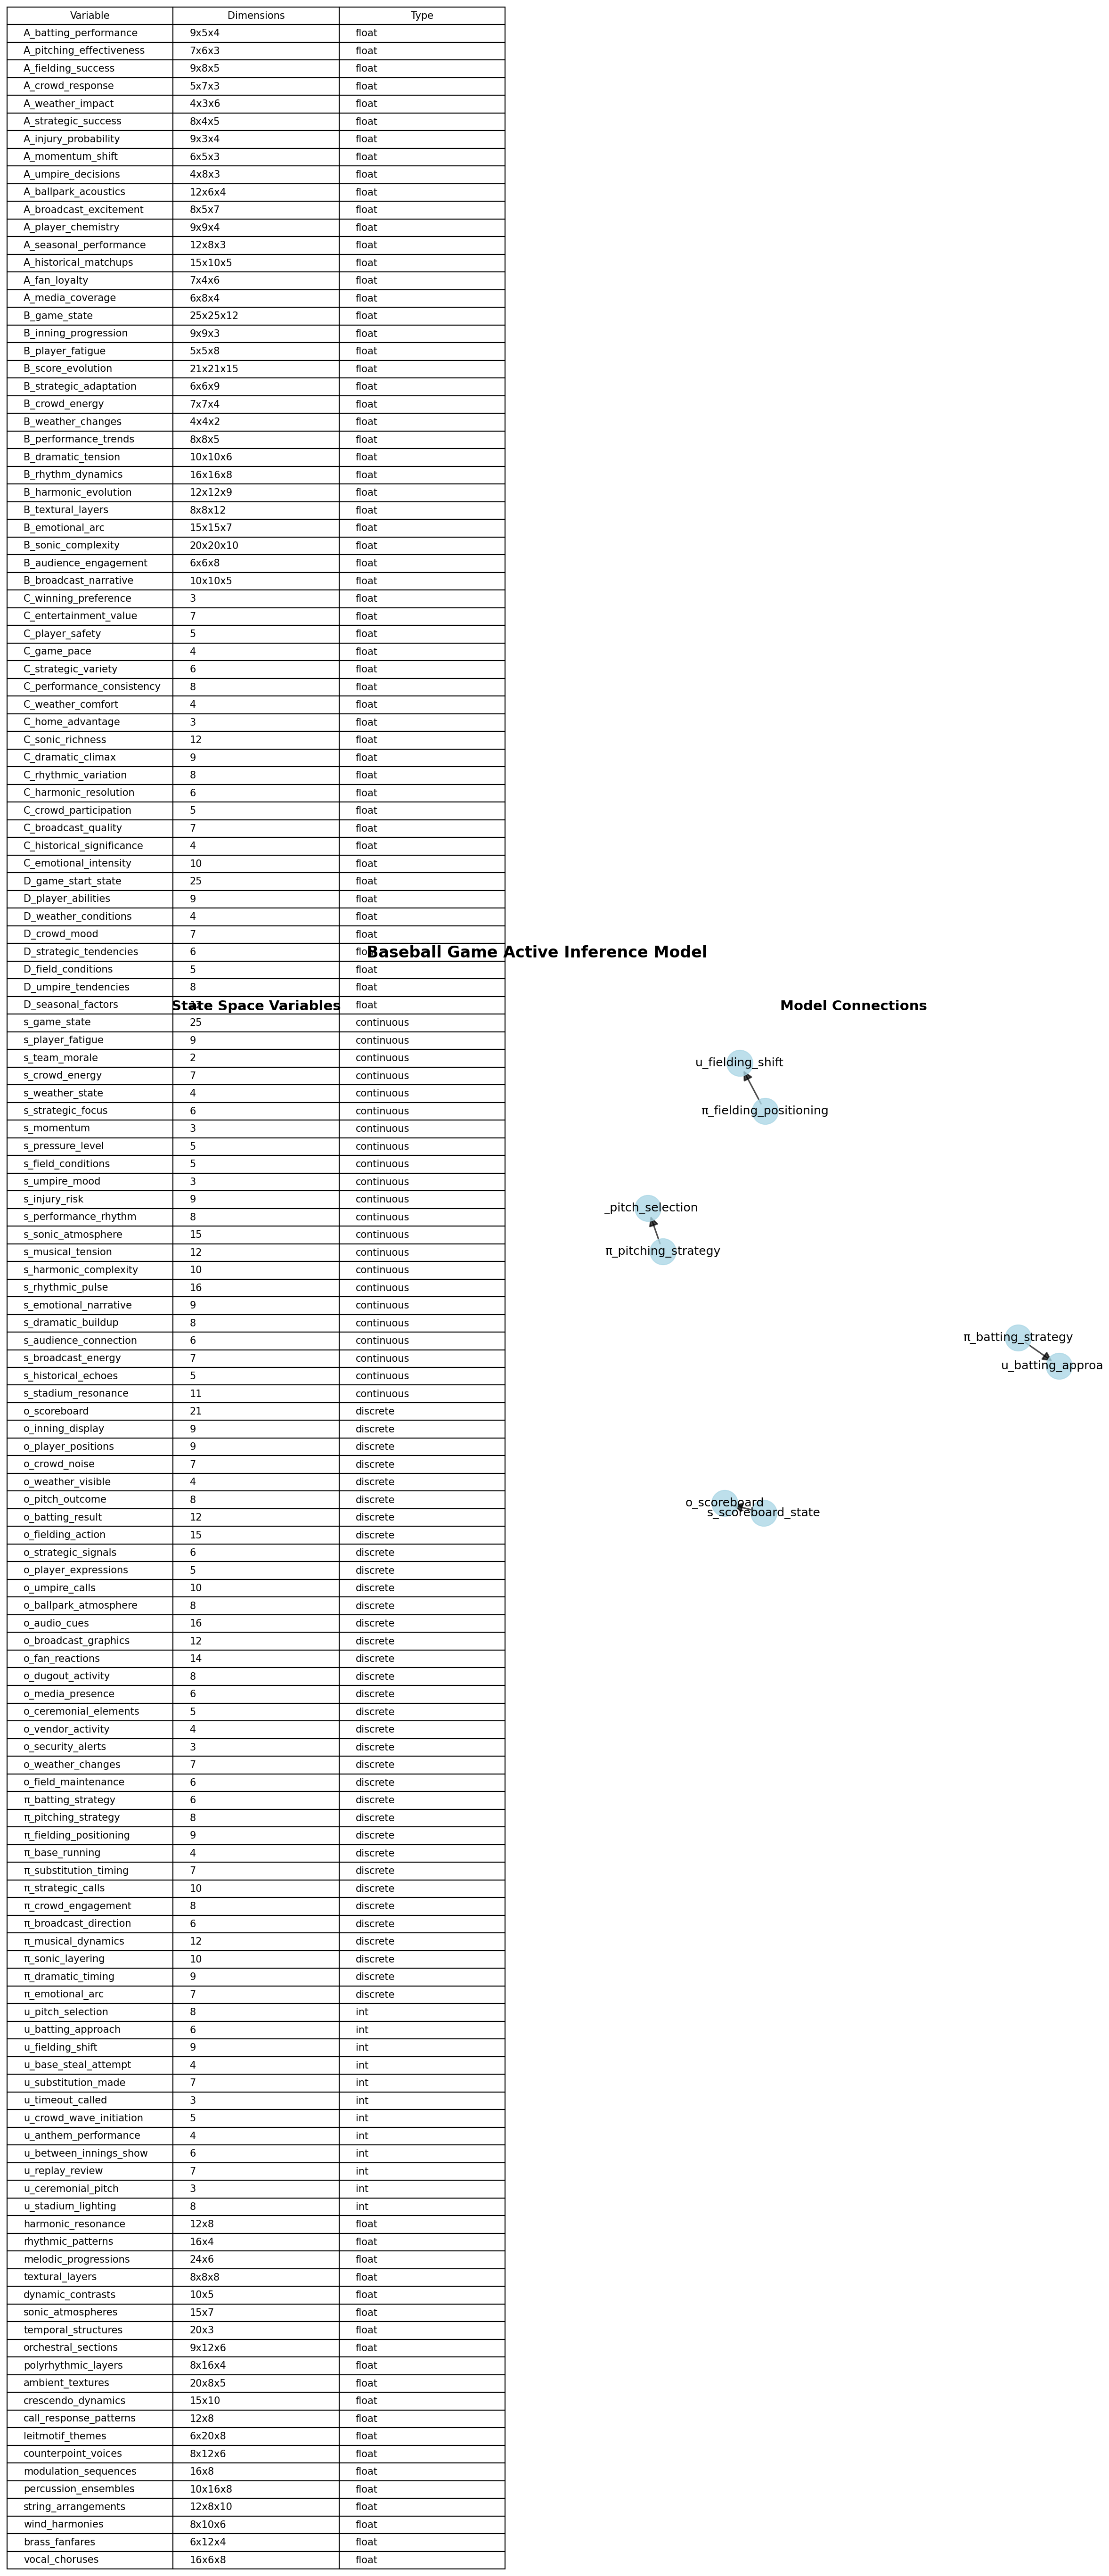 Variable Dimensions Type
A_batting_performance 9x5x4 float
A_pitching_effectiveness 7x6x3 float
A_fielding_success 9x8x5 float
A_crowd_response 5x7x3 float
A_weather_impact 4x3x6 float
A_strategic_success 8x4x5 float
A_injury_probability 9x3x4 float
A_momentum_shift 6x5x3 float
A_umpire_decisions 4x8x3 float
A_ballpark_acoustics 12x6x4 float
A_broadcast_excitement 8x5x7 float
A_player_chemistry 9x9x4 float
A_seasonal_performance 12x8x3 float
A_historical_matchups 15x10x5 float
A_fan_loyalty 7x4x6 float
A_media_coverage 6x8x4 float
B_game_state 25x25x12 float
B_inning_progression 9x9x3 float
B_player_fatigue 5x5x8 float
B_score_evolution 21x21x15 float
B_strategic_adaptation 6x6x9 float
B_crowd_energy 7x7x4 float
B_weather_changes 4x4x2 float
B_performance_trends 8x8x5 float
B_dramatic_tension 10x10x6 float
B_rhythm_dynamics 16x16x8 float
B_harmonic_evolution 12x12x9 float
B_textural_layers 8x8x12 float
B_emotional_arc 15x15x7 float
B_sonic_complexity 20x20x10 float
B_audience_engagement 6x6x8 float
B_broadcast_narrative 10x10x5 float
C_winning_preference 3 float
C_entertainment_value 7 float
C_player_safety 5 float
C_game_pace 4 float
C_strategic_variety 6 float
C_performance_consistency 8 float
C_weather_comfort 4 float
C_home_advantage 3 float
C_sonic_richness 12 float
C_dramatic_climax 9 float
C_rhythmic_variation 8 float
C_harmonic_resolution 6 float
C_crowd_participation 5 float
C_broadcast_quality 7 float
C_historical_significance 4 float
C_emotional_intensity 10 float
D_game_start_state 25 float
D_player_abilities 9 float
D_weather_conditions 4 float
D_crowd_mood 7 float
D_strategic_tendencies 6
Baseball Game Active Inference Model
D_field_conditions 5 float
D_umpire_tendencies 8 float
D_seasonal_factors float
State Space Variables
Model Connections
s_game_state 25 continuous
s_player_fatigue 9 continuous
s_team_morale 2 continuous
s_crowd_energy 7 continuous
s_weather_state 4 continuous
s_strategic_focus 6 continuous
s_momentum 3 continuous
s_pressure_level 5 continuous
s_field_conditions 5 continuous
s_umpire_mood 3 continuous
s_injury_risk 9 continuous
s_performance_rhythm 8 continuous
s_sonic_atmosphere 15 continuous
s_musical_tension 12 continuous
s_harmonic_complexity 10 continuous
s_rhythmic_pulse 16 continuous
s_emotional_narrative 9 continuous
s_dramatic_buildup 8 continuous
s_audience_connection 6 continuous
s_broadcast_energy 7 continuous
s_historical_echoes 5 continuous
s_stadium_resonance 11 continuous
o_scoreboard 21 discrete
o_inning_display 9 discrete
o_player_positions 9 discrete
o_crowd_noise 7 discrete
o_weather_visible 4 discrete
o_pitch_outcome 8 discrete
o_batting_result 12 discrete
o_fielding_action 15 discrete
o_strategic_signals 6 discrete
o_player_expressions 5 discrete
o_umpire_calls 10 discrete
o_ballpark_atmosphere 8 discrete
o_audio_cues 16 discrete
o_broadcast_graphics 12 discrete
o_fan_reactions 14 discrete
o_dugout_activity 8 discrete
o_media_presence 6 discrete
o_ceremonial_elements 5 discrete
o_vendor_activity 4 discrete
o_security_alerts 3 discrete
o_weather_changes 7 discrete
o_field_maintenance 6 discrete
π_batting_strategy 6 discrete
π_pitching_strategy 8 discrete
π_fielding_positioning 9 discrete
π_base_running 4 discrete
π_substitution_timing 7 discrete
π_strategic_calls 10 discrete
π_crowd_engagement 8 discrete
π_broadcast_direction 6 discrete
π_musical_dynamics 12 discrete
π_sonic_layering 10 discrete
π_dramatic_timing 9 discrete
π_emotional_arc 7 discrete
u_pitch_selection 8 int
u_batting_approach 6 int
u_fielding_shift 9 int
u_base_steal_attempt 4 int
u_substitution_made 7 int
u_timeout_called 3 int
u_crowd_wave_initiation 5 int
u_anthem_performance 4 int
u_between_innings_show 6 int
u_replay_review 7 int
u_ceremonial_pitch 3 int
u_stadium_lighting 8 int
harmonic_resonance 12x8 float
rhythmic_patterns 16x4 float
melodic_progressions 24x6 float
textural_layers 8x8x8 float
dynamic_contrasts 10x5 float
sonic_atmospheres 15x7 float
temporal_structures 20x3 float
orchestral_sections 9x12x6 float
polyrhythmic_layers 8x16x4 float
ambient_textures 20x8x5 float
crescendo_dynamics 15x10 float
call_response_patterns 12x8 float
leitmotif_themes 6x20x8 float
counterpoint_voices 8x12x6 float
modulation_sequences 16x8 float
percussion_ensembles 10x16x8 float
string_arrangements 12x8x10 float
wind_harmonies 8x10x6 float
brass_fanfares 6x12x4 float
vocal_choruses 16x6x8 float
u_fielding_shift
π_fielding_positioning
_pitch_selection
π_pitching_strategy
π_batting_strategy
u_batting_approa
o_scoreboard
s_scoreboard_state